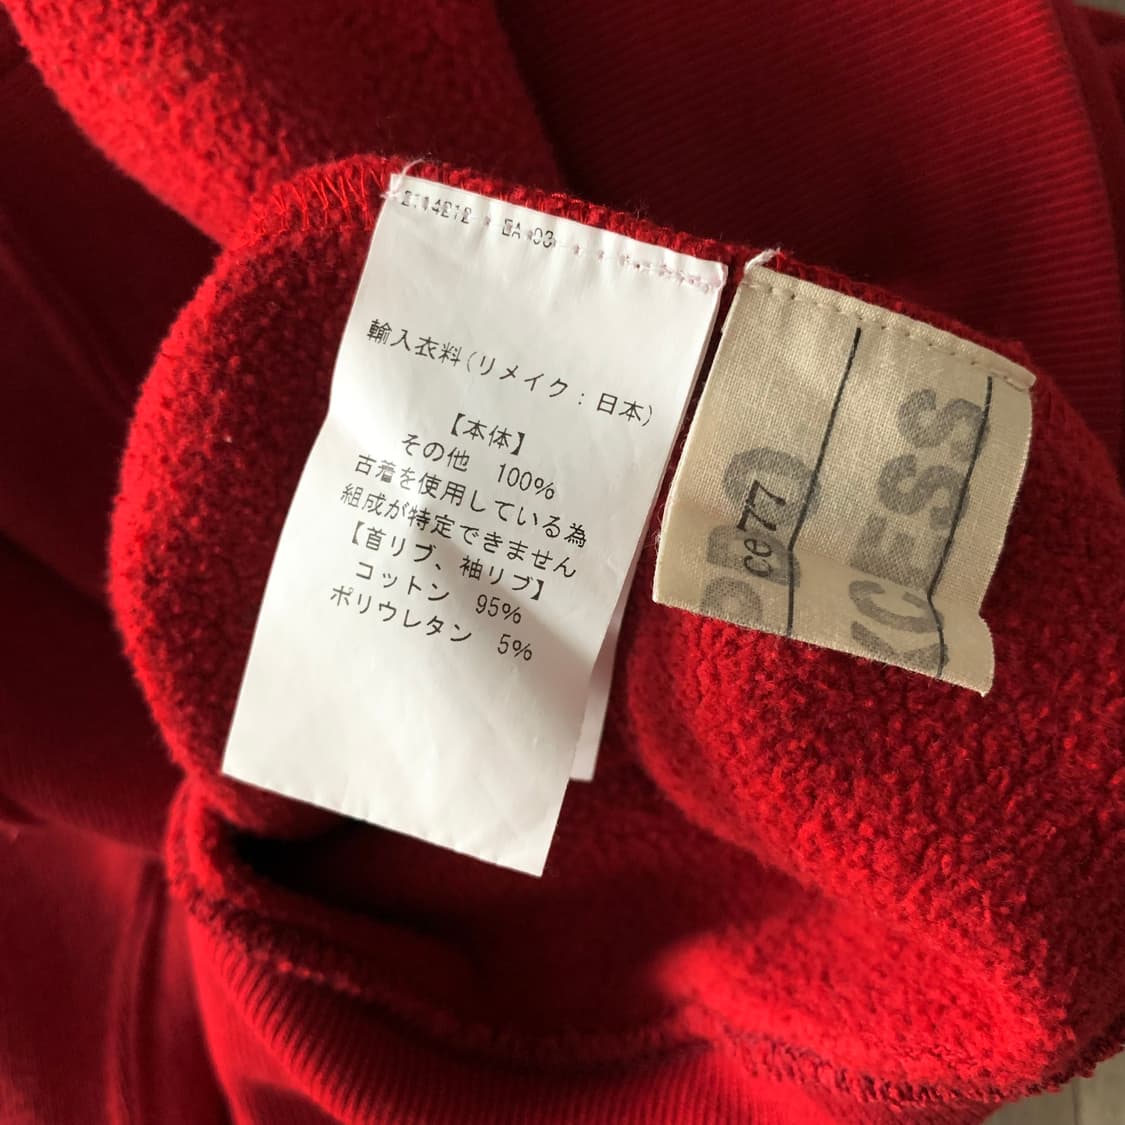 輸入衣料(リメイク:日本)
【本体】
その他 100%
古着を使用している為
組成が特定できません
【首リブ、袖リブ】
コットン 95%
ポリウレタン 5%
ce77